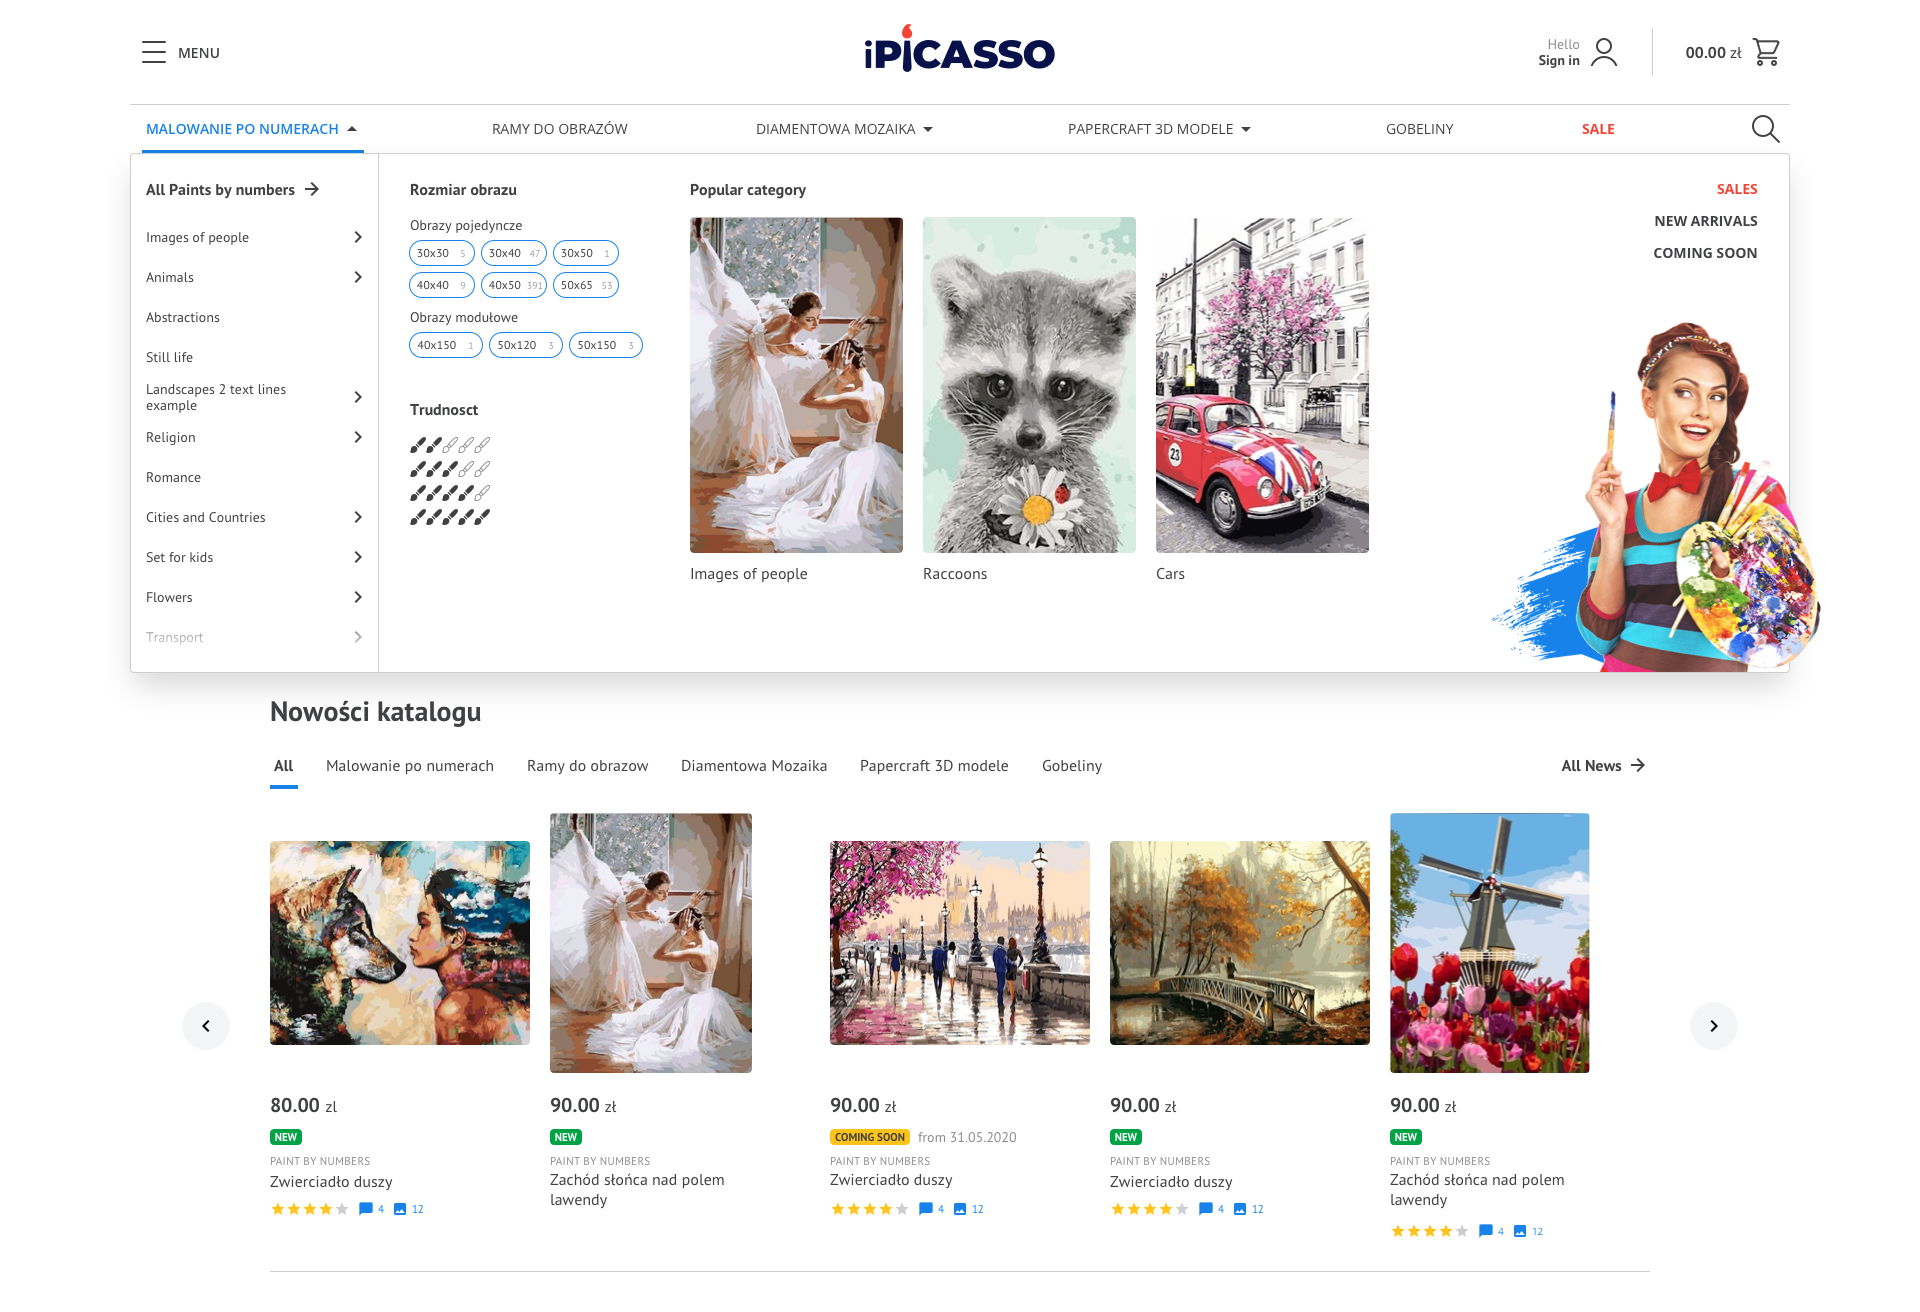 MENU
iPICASSO
Hello
Sign in
00.00 zł
MALOWANIE PO NUMERACH
RAMY DO OBRAZÓW
DIAMENTOWA MOZAIKA
PAPERCRAFT 3D MODELE
GOBELINY
SALE
All Paints by numbers
Images of people
Animals
Abstractions
Still life
Landscapes 2 text lines
example
Religion
Romance
Cities and Countries
Set for kids
Flowers
Transport
Rozmiar obrazu
Obrazy pojedyncze
30x30 5
30x40 47
30x50 1
40x40 9
40x50 391
50x65 53
Obrazy modułowe
40x150 1
50x120 3
50x150 3
Trudnosct
Popular category
23
Images of people
Raccoons
Cars
SALES
NEW ARRIVALS
COMING SOON
Nowości katalogu
All
Malowanie po numerach
Ramy do obrazow
Diamentowa Mozaika
Papercraft 3D modele
Gobeliny
All News
80.00 zl
NEW
PAINT BY NUMBERS
Zwierciadło duszy
4
12
90.00 zł
NEW
PAINT BY NUMBERS
Zachód słońca nad polem
lawendy
90.00 zł
COMING SOON from 31.05.2020
PAINT BY NUMBERS
Zwierciadło duszy
4
12
90.00 zł
NEW
PAINT BY NUMBERS
Zwierciadło duszy
4
12
90.00 zł
NEW
PAINT BY NUMBERS
Zachód słońca nad polem
lawendy
4
12